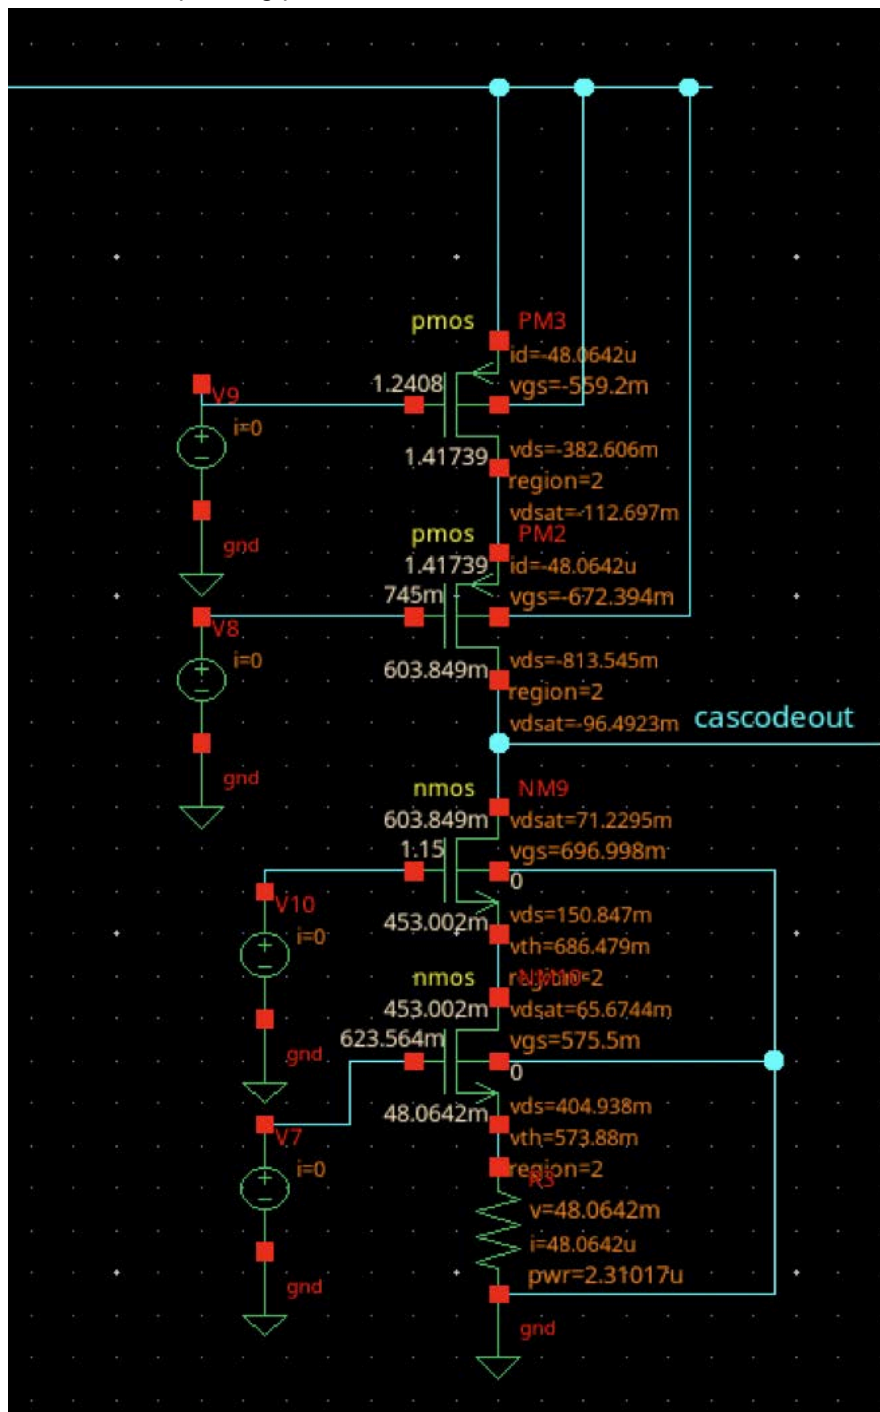 pmos PM3
id=-48.0642u
1.2408 vgs=-559.2m
V9
i=0
1.41739 vds=-382.606m
region=2
vdsat=-112.697m
gnd
pmos PM2
1.41739 id=-48.0642u
745m vgs=-672.394m
V8
i=0
603.849m vds=-813.545m
region=2
vdsat=-96.4923m
cascodeout
gnd
nmos NM9
603.849m vdsat=71.2295m
1.15 vgs=696.998m
0
V10
i=0
453.002m vds=150.847m
vth=686.479m
region=2
nmos NM10
453.002m vdsat=65.6744m
623.564m vgs=575.5m
gnd
0
48.0642m vds=404.938m
V7
vth=573.88m
i=0
region=2
R3
v=48.0642m
i=48.0642u
pwr=2.31017u
gnd
gnd